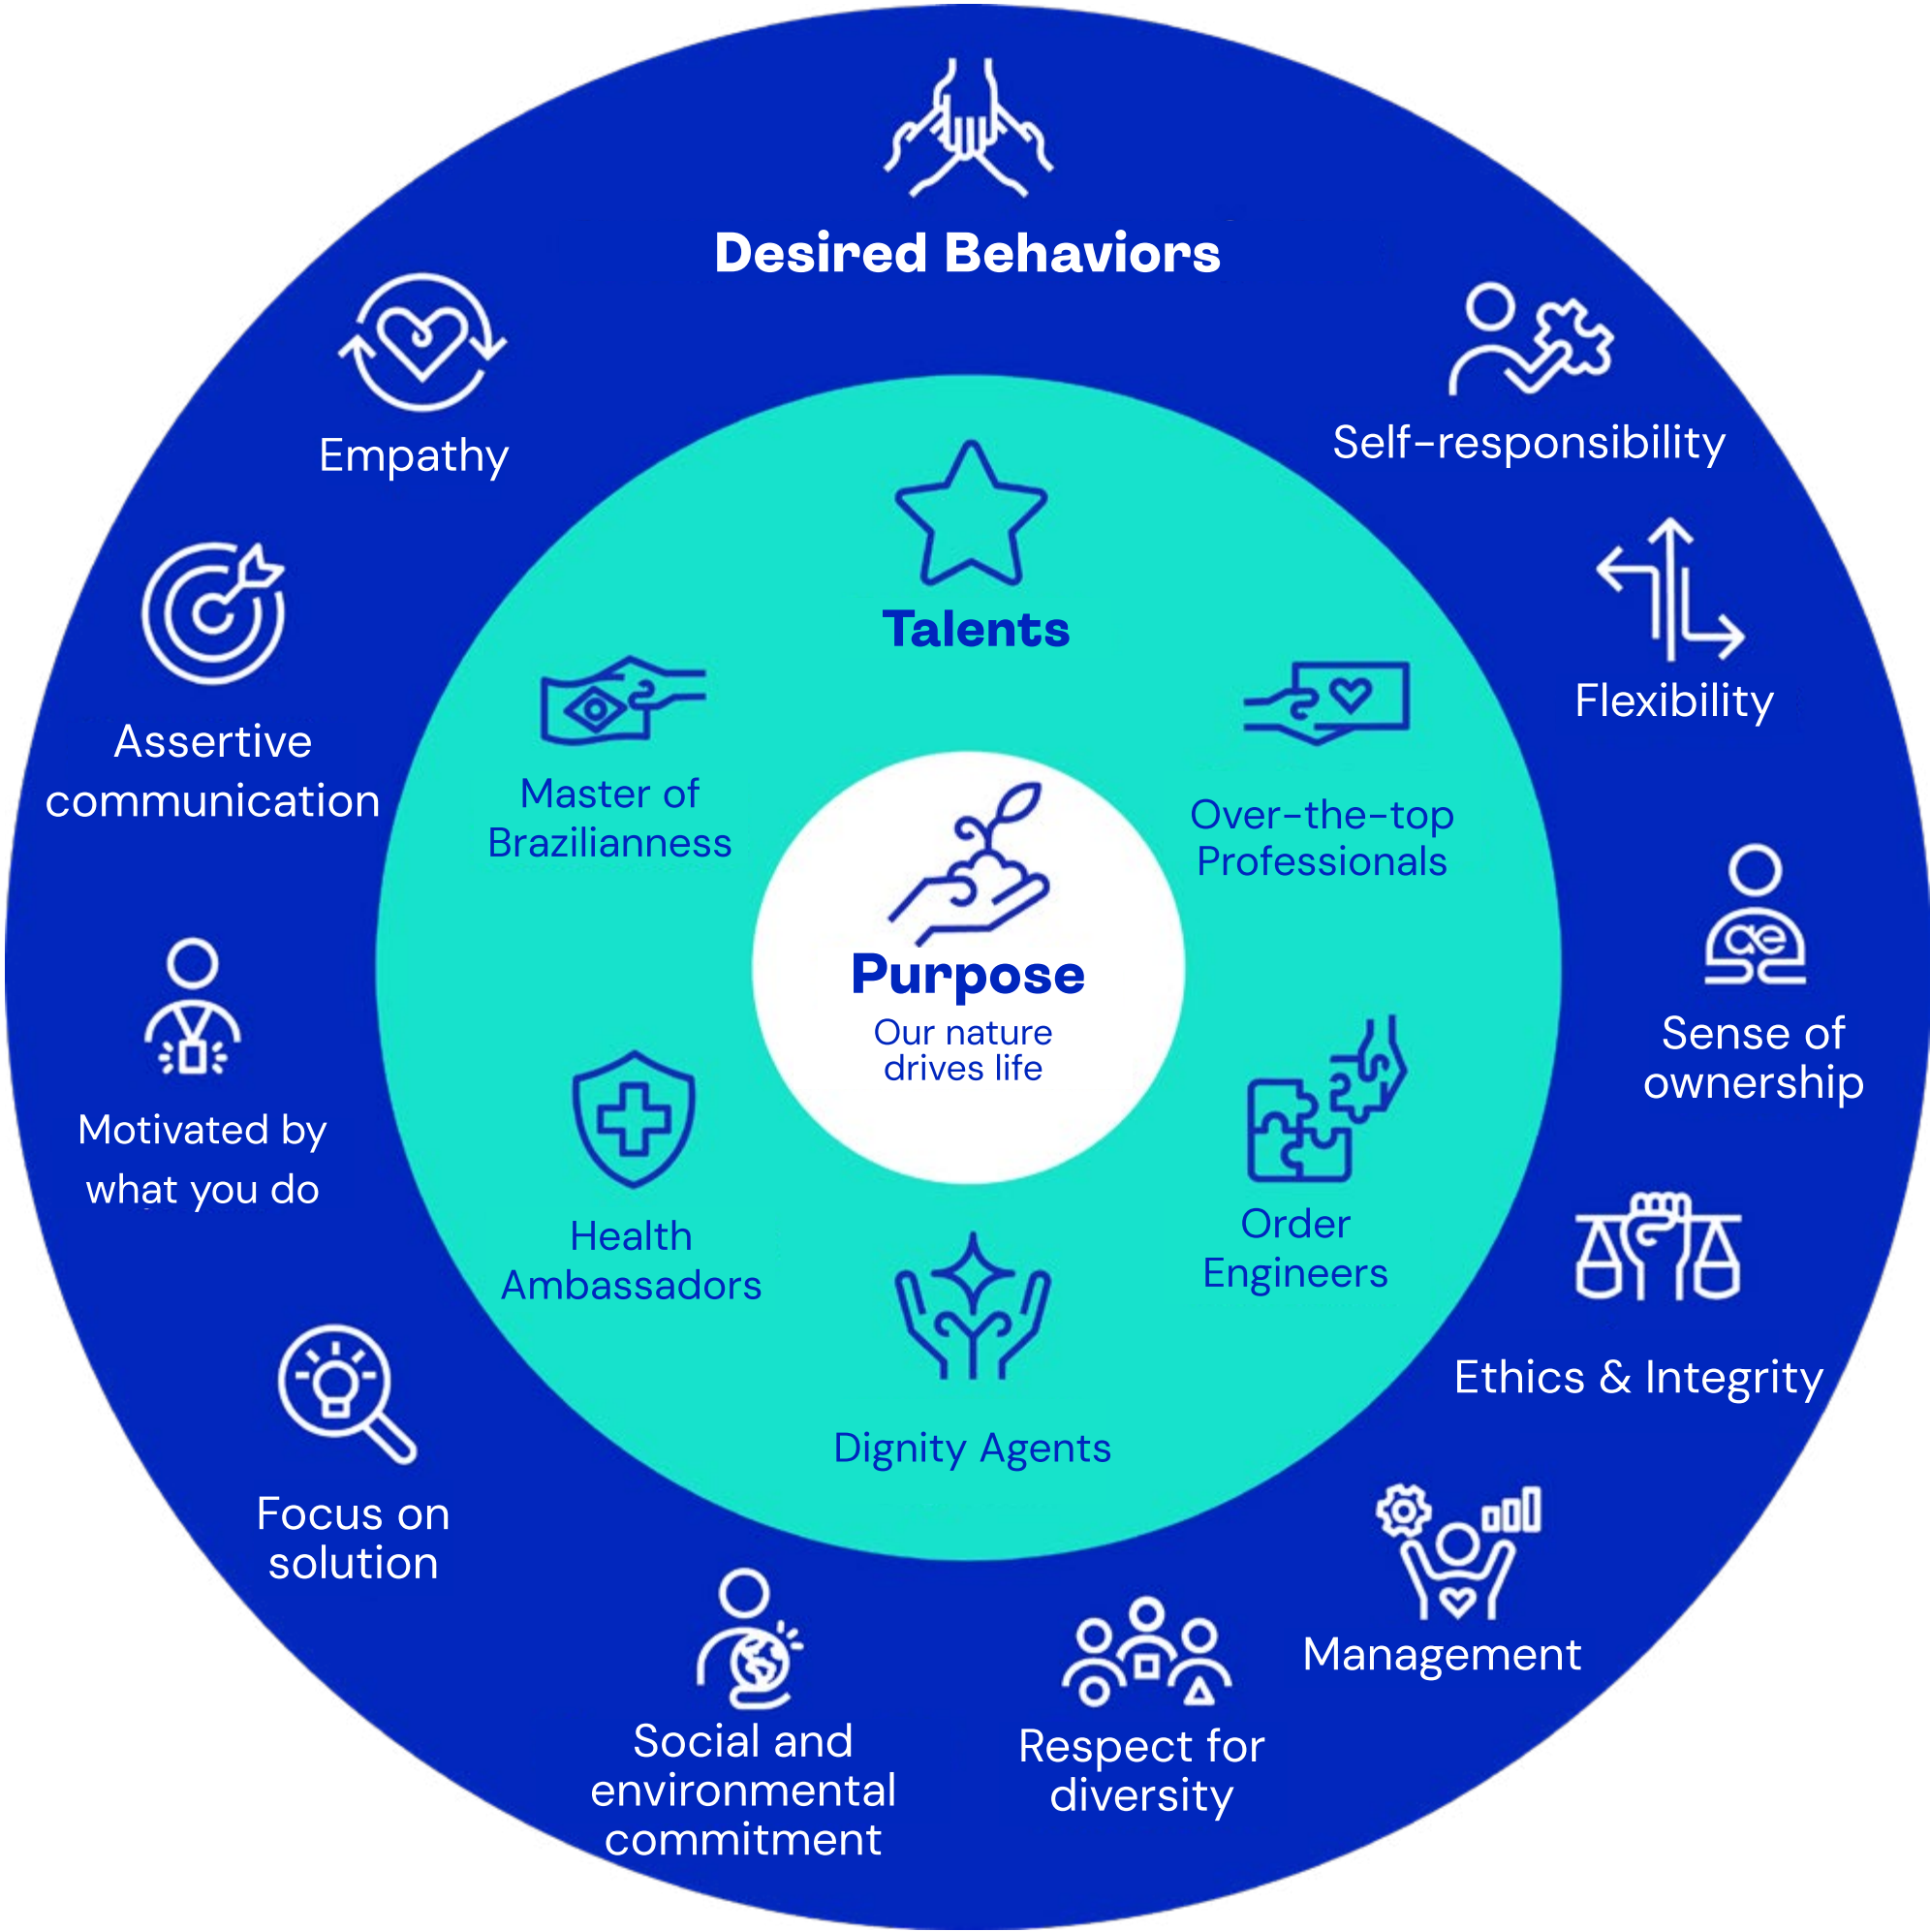 Desired Behaviors
Self-responsibility
Flexibility
Sense of
ownership
Ethics & Integrity
Management
Respect for
diversity
Social and
environmental
commitment
Focus on
solution
Motivated by
what you do
Assertive
communication
Empathy
Talents
Over-the-top
Professionals
Order
Engineers
Dignity Agents
Health
Ambassadors
Master of
Brazilianness
Purpose
Our nature
drives life
ae